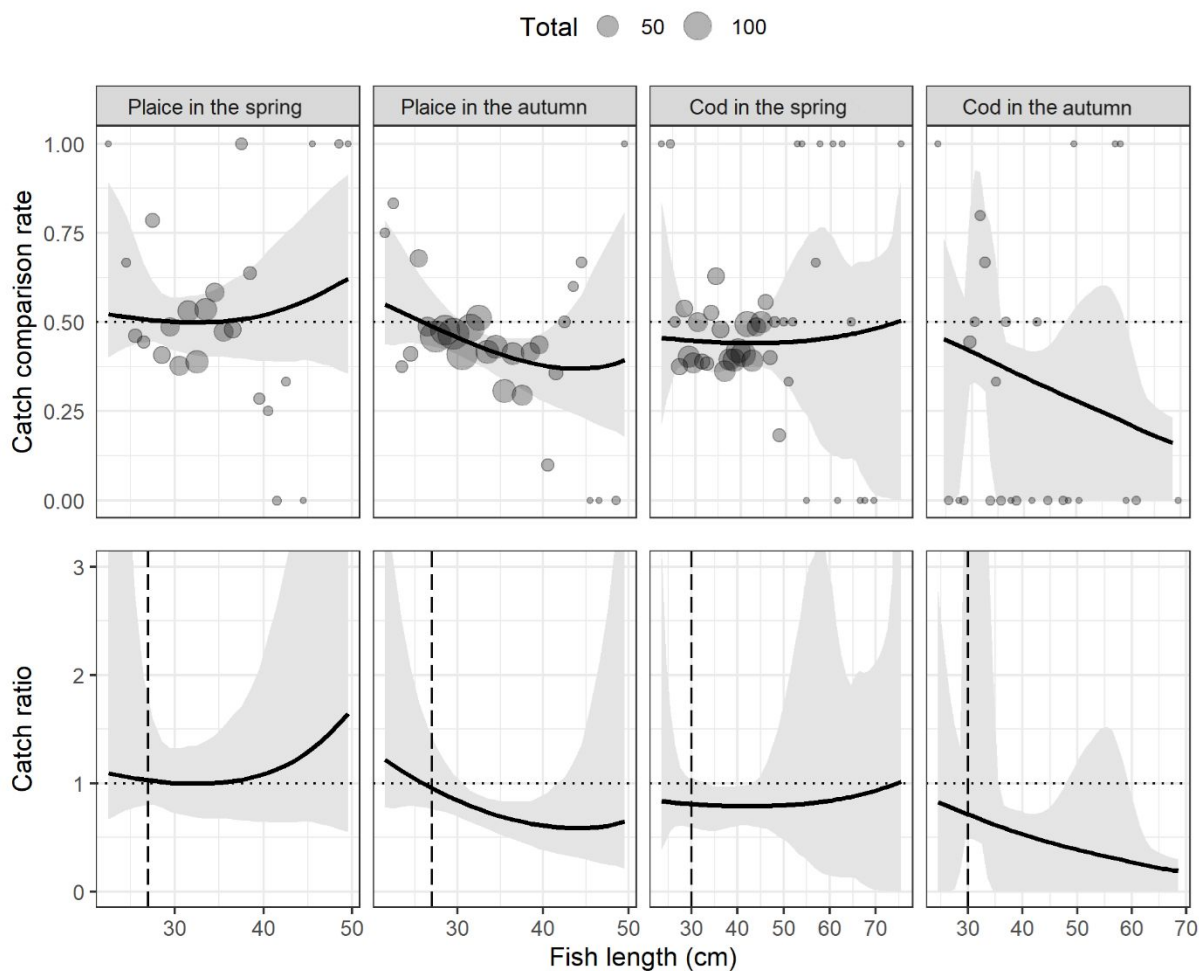 Total 50 100
Plaice in the spring Plaice in the autumn Cod in the spring Cod in the autumn
Catch comparison rate
1.00
0.75
0.50
0.25
0.00
Catch ratio
3
2
1
0
30 40 50 30 40 50 30 40 50 60 70 30 40 50 60 70
Fish length (cm)